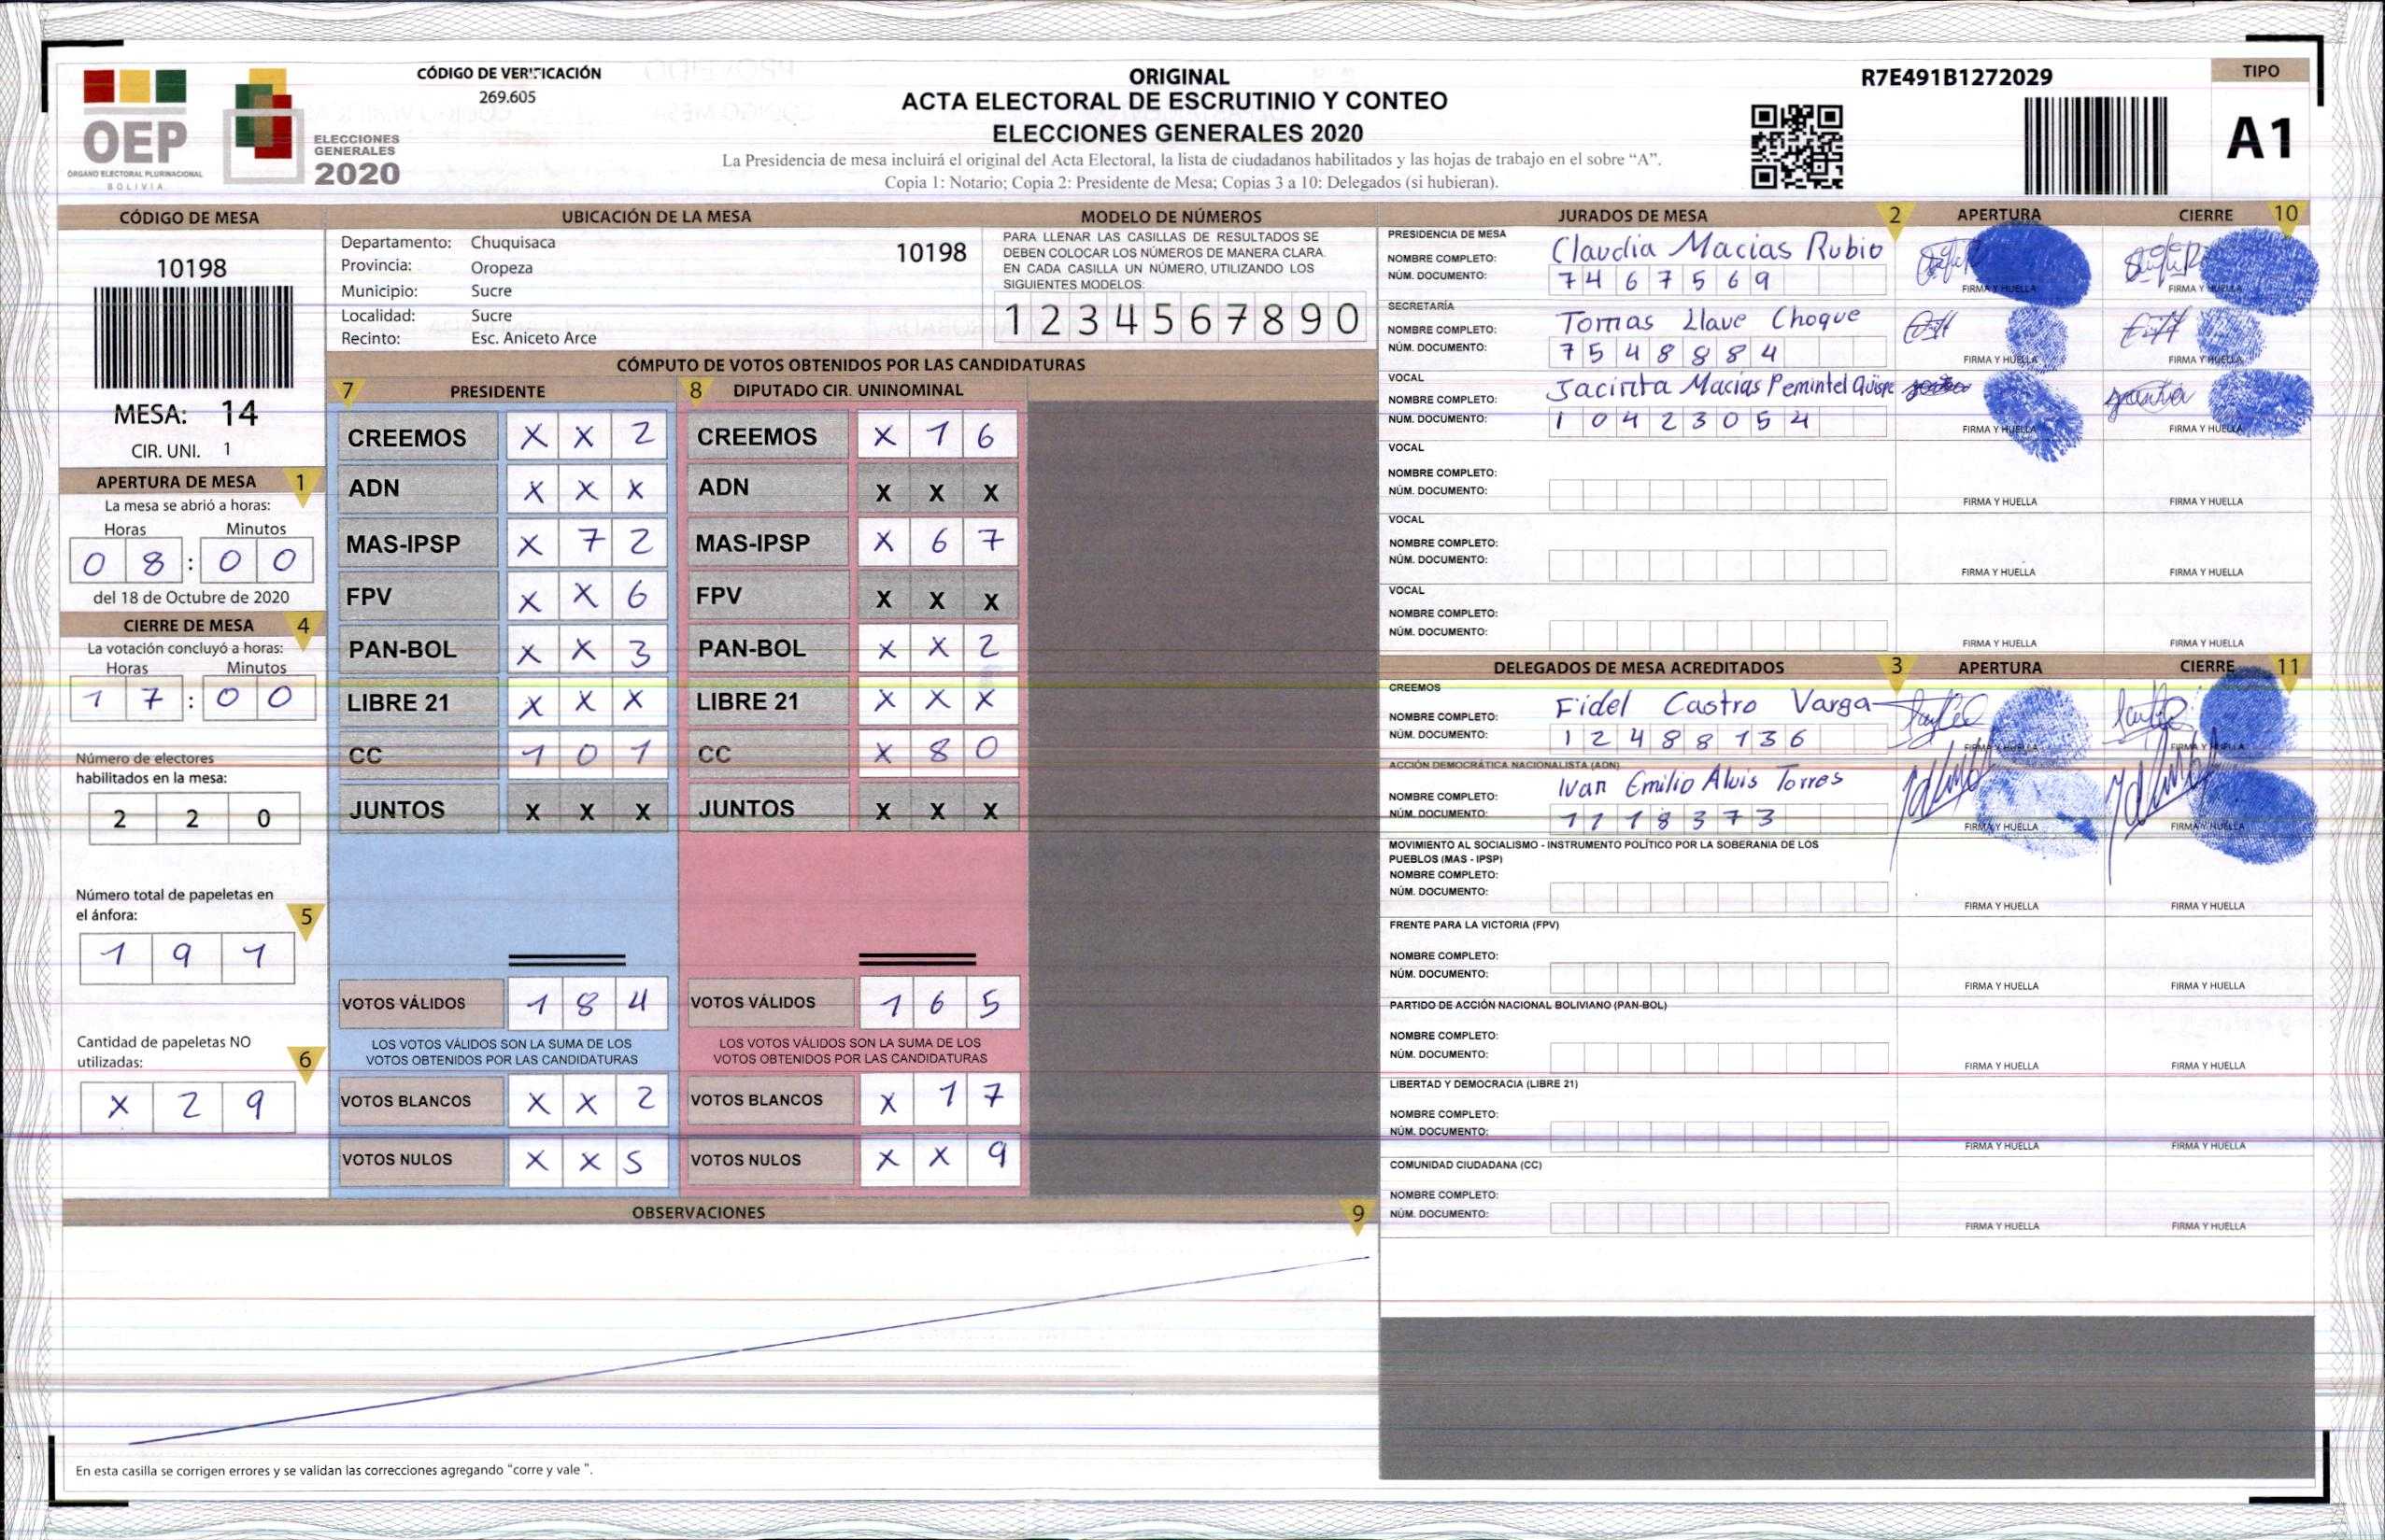 CÓDIGO DE VERIFICACIÓN
269.605
OEP
ÓRGANO ELECTORAL PLURINACIONAL
BOLIVIA
ELECCIONES
GENERALES
2020
ORIGINAL
ACTA ELECTORAL DE ESCRUTINIO Y CONTEO
ELECCIONES GENERALES 2020
La Presidencia de mesa incluirá el original del Acta Electoral, la lista de ciudadanos habilitados y las hojas de trabajo en el sobre “A”.
Copia 1: Notario; Copia 2: Presidente de Mesa; Copias 3 a 10: Delegados (si hubieran).
R7E491B1272029
TIPO
A1
CÓDIGO DE MESA
10198
MESA: 14
CIR. UNI. 1
APERTURA DE MESA 1
La mesa se abrió a horas:
Horas Minutos
0 8 : 0 0
del 18 de Octubre de 2020
CIERRE DE MESA 4
La votación concluyó a horas:
Horas Minutos
1 7 : 0 0
Número de electores
habilitados en la mesa:
2 2 0
Número total de papeletas en
el ánfora: 5
1 9 1
Cantidad de papeletas NO
utilizadas: 6
X 2 9
UBICACIÓN DE LA MESA
Departamento: Chuquisaca 10198
Provincia: Oropeza
Municipio: Sucre
Localidad: Sucre
Recinto: Esc. Aniceto Arce
MODELO DE NÚMEROS
PARA LLENAR LAS CASILLAS DE RESULTADOS SE
DEBEN COLOCAR LOS NÚMEROS DE MANERA CLARA.
EN CADA CASILLA UN NÚMERO, UTILIZANDO LOS
SIGUIENTES MODELOS:
1 2 3 4 5 6 7 8 9 0
CÓMPUTO DE VOTOS OBTENIDOS POR LAS CANDIDATURAS
7 PRESIDENTE
CREEMOS X X 2
ADN X X X
MAS-IPSP X 7 2
FPV X X 6
PAN-BOL X X 3
LIBRE 21 X X X
CC 1 0 1
JUNTOS X X X
VOTOS VÁLIDOS 1 8 4
LOS VOTOS VÁLIDOS SON LA SUMA DE LOS
VOTOS OBTENIDOS POR LAS CANDIDATURAS
VOTOS BLANCOS X X 2
VOTOS NULOS X X 5
8 DIPUTADO CIR. UNINOMINAL
CREEMOS X 1 6
ADN X X X
MAS-IPSP X 6 7
FPV X X X
PAN-BOL X X 2
LIBRE 21 X X X
CC X 8 0
JUNTOS X X X
VOTOS VÁLIDOS 1 6 5
LOS VOTOS VÁLIDOS SON LA SUMA DE LOS
VOTOS OBTENIDOS POR LAS CANDIDATURAS
VOTOS BLANCOS X 1 7
VOTOS NULOS X X 9
OBSERVACIONES 9
En esta casilla se corrigen errores y se validan las correcciones agregando “corre y vale ”.
JURADOS DE MESA 2 APERTURA CIERRE 10
PRESIDENCIA DE MESA
NOMBRE COMPLETO: Claudia Macias Rubio
NÚM. DOCUMENTO: 7 4 6 7 5 6 9
FIRMA Y HUELLA FIRMA Y HUELLA
SECRETARÍA
NOMBRE COMPLETO: Tomas Llave Choque
NÚM. DOCUMENTO: 7 5 4 8 8 8 4
FIRMA Y HUELLA FIRMA Y HUELLA
VOCAL
NOMBRE COMPLETO: Jacinta Macias Pemintel Quispe
NÚM. DOCUMENTO: 1 0 4 2 3 0 5 4
FIRMA Y HUELLA FIRMA Y HUELLA
VOCAL
NOMBRE COMPLETO:
NÚM. DOCUMENTO:
FIRMA Y HUELLA FIRMA Y HUELLA
VOCAL
NOMBRE COMPLETO:
NÚM. DOCUMENTO:
FIRMA Y HUELLA FIRMA Y HUELLA
VOCAL
NOMBRE COMPLETO:
NÚM. DOCUMENTO:
FIRMA Y HUELLA FIRMA Y HUELLA
DELEGADOS DE MESA ACREDITADOS 3 APERTURA CIERRE 11
CREEMOS
NOMBRE COMPLETO: Fidel Castro Varga
NÚM. DOCUMENTO: 1 2 4 8 8 1 3 6
FIRMA Y HUELLA FIRMA Y HUELLA
ACCIÓN DEMOCRÁTICA NACIONALISTA (ADN)
NOMBRE COMPLETO: Ivan Emilio Alvis Torres
NÚM. DOCUMENTO: 1 1 1 8 3 7 3
FIRMA Y HUELLA FIRMA Y HUELLA
MOVIMIENTO AL SOCIALISMO - INSTRUMENTO POLÍTICO POR LA SOBERANIA DE LOS
PUEBLOS (MAS - IPSP)
NOMBRE COMPLETO:
NÚM. DOCUMENTO:
FIRMA Y HUELLA FIRMA Y HUELLA
FRENTE PARA LA VICTORIA (FPV)
NOMBRE COMPLETO:
NÚM. DOCUMENTO:
FIRMA Y HUELLA FIRMA Y HUELLA
PARTIDO DE ACCIÓN NACIONAL BOLIVIANO (PAN-BOL)
NOMBRE COMPLETO:
NÚM. DOCUMENTO:
FIRMA Y HUELLA FIRMA Y HUELLA
LIBERTAD Y DEMOCRACIA (LIBRE 21)
NOMBRE COMPLETO:
NÚM. DOCUMENTO:
FIRMA Y HUELLA FIRMA Y HUELLA
COMUNIDAD CIUDADANA (CC)
NOMBRE COMPLETO:
NÚM. DOCUMENTO:
FIRMA Y HUELLA FIRMA Y HUELLA